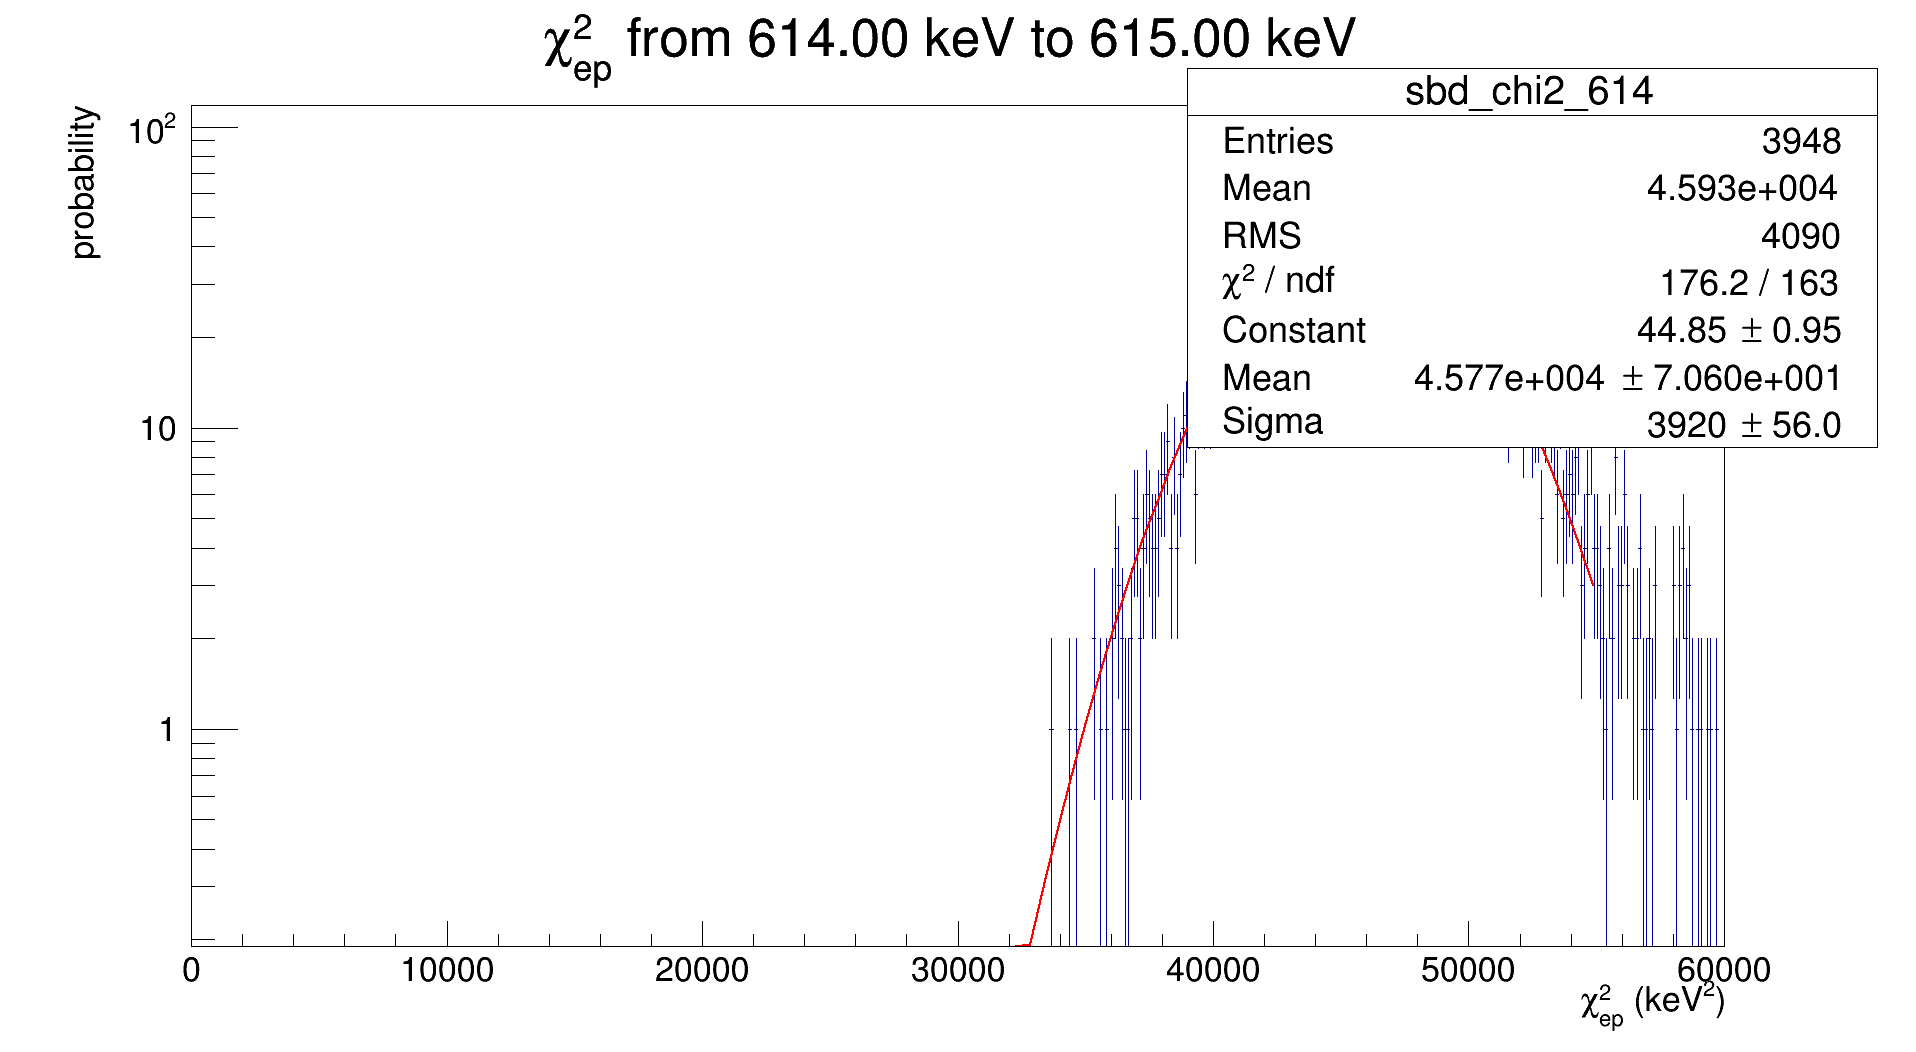 χ²ep from 614.00 keV to 615.00 keV
sbd_chi2_614
Entries 3948
Mean 4.593e+004
RMS 4090
χ² / ndf 176.2 / 163
Constant 44.85 ± 0.95
Mean 4.577e+004 ± 7.060e+001
Sigma 3920 ± 56.0
probability
10²
10
1
0 10000 20000 30000 40000 50000 60000
χ²ep (keV²)